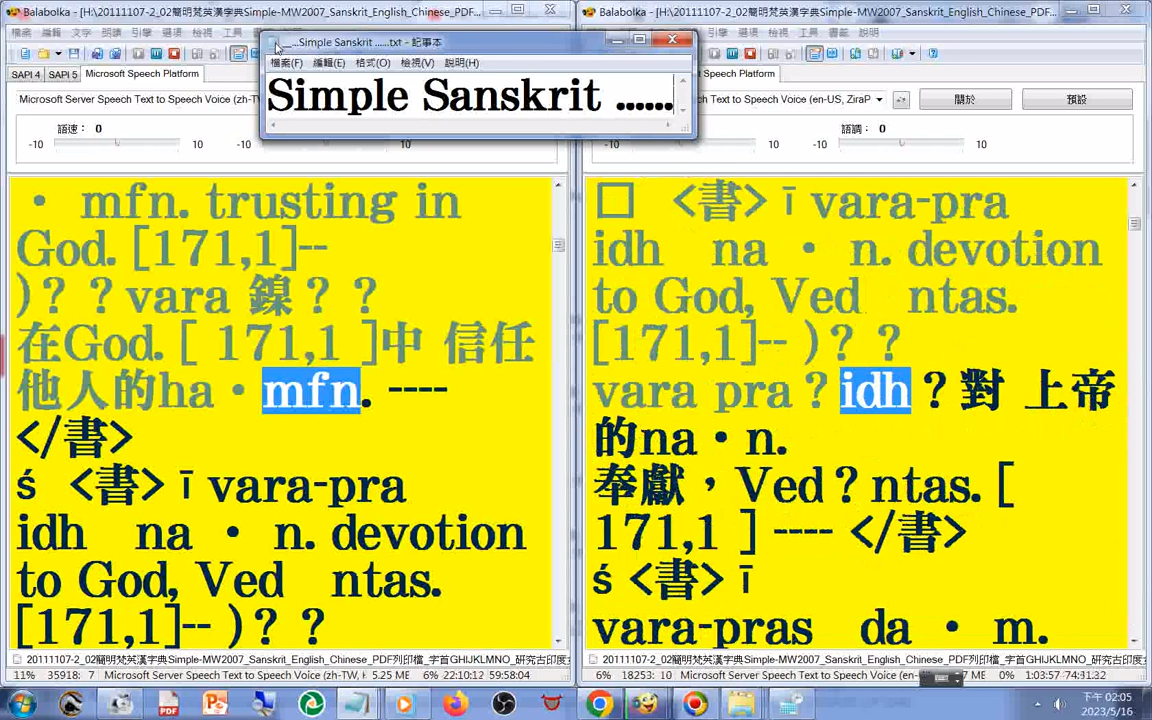 Balabolka - [H:\20111107-2_02簡明梵英漢字典Simple-MW2007_Sanskrit_English_Chinese_PDF...
Balabolka - [H:\20111107-2_02簡明梵英漢字典Simple-MW2007_Sanskrit_English_Chinese_PDF...
檔案 編輯 文字 朗讀
__...Simple Sanskrit ......txt - 記事本
檔案(F) 編輯(E) 格式(O) 檢視(V) 說明(H)
Simple Sanskrit ......
SAPI 4 SAPI 5 Microsoft Speech Platform
Microsoft Server Speech Text to Speech Voice (zh-TW
t Speech Platform
Microsoft Server Speech Text to Speech Voice (en-US, ZiraP
關於
預設
語速: 0
-10 10 10
語調: 0
-10 10 -10 10
• mfn. trusting in
God. [171,1]--
)? ? vara 鎳? ?
在God. [ 171,1 ]中 信任
他人的ha•mfn. ----
</書>
ś <書> ī vara-pra
idh na • n. devotion
to God, Ved ntas.
[171,1]-- )? ?
□ <書> ī vara-pra
idh na • n. devotion
to God, Ved ntas.
[171,1]-- )? ?
vara pra ? idh ?對 上帝
的na•n.
奉獻,Ved?ntas. [
171,1 ] ---- </書>
ś <書> ī
vara-pras da • m.
20111107-2_02簡明梵英漢字典Simple-MW2007_Sanskrit_English_Chinese_PDF列印檔_字首GHIJKLMNO_研究古印度
20111107-2_02簡明梵英漢字典Simple-MW2007_Sanskrit_English_Chinese_PDF列印檔_字首GHIJKLMNO_研究古印度
11% 35918: 7 Microsoft Server Speech Text to Speech Voice (zh-TW, 5.25 ME 6% 22:10:12 59:58:04
6% 18253: 10 Microsoft Server Speech Text to Speech Voice 0% 1:03:57 74:31:32
下午 02:05
2023/5/16